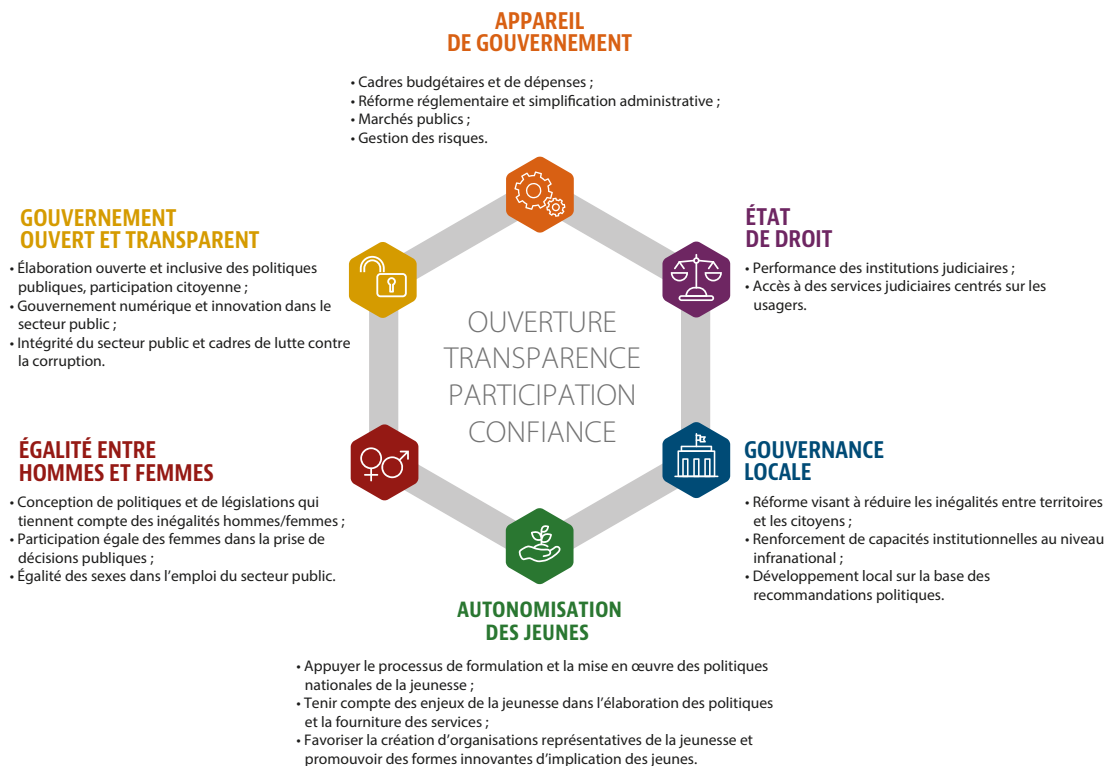 APPAREIL
DE GOUVERNEMENT
• Cadres budgétaires et de dépenses ;
• Réforme réglementaire et simplification administrative ;
• Marchés publics ;
• Gestion des risques.
GOUVERNEMENT
OUVERT ET TRANSPARENT
• Élaboration ouverte et inclusive des politiques
publiques, participation citoyenne ;
• Gouvernement numérique et innovation dans le
secteur public ;
• Intégrité du secteur public et cadres de lutte contre
la corruption.
ÉTAT
DE DROIT
• Performance des institutions judiciaires ;
• Accès à des services judiciaires centrés sur les
usagers.
OUVERTURE
TRANSPARENCE
PARTICIPATION
CONFIANCE
ÉGALITÉ ENTRE
HOMMES ET FEMMES
• Conception de politiques et de législations qui
tiennent compte des inégalités hommes/femmes ;
• Participation égale des femmes dans la prise de
décisions publiques ;
• Égalité des sexes dans l’emploi du secteur public.
GOUVERNANCE
LOCALE
• Réforme visant à réduire les inégalités entre territoires
et les citoyens ;
• Renforcement de capacités institutionnelles au niveau
infranational ;
• Développement local sur la base des
recommandations politiques.
AUTONOMISATION
DES JEUNES
• Appuyer le processus de formulation et la mise en œuvre des politiques
nationales de la jeunesse ;
• Tenir compte des enjeux de la jeunesse dans l’élaboration des politiques
et la fourniture des services ;
• Favoriser la création d’organisations représentatives de la jeunesse et
promouvoir des formes innovantes d’implication des jeunes.